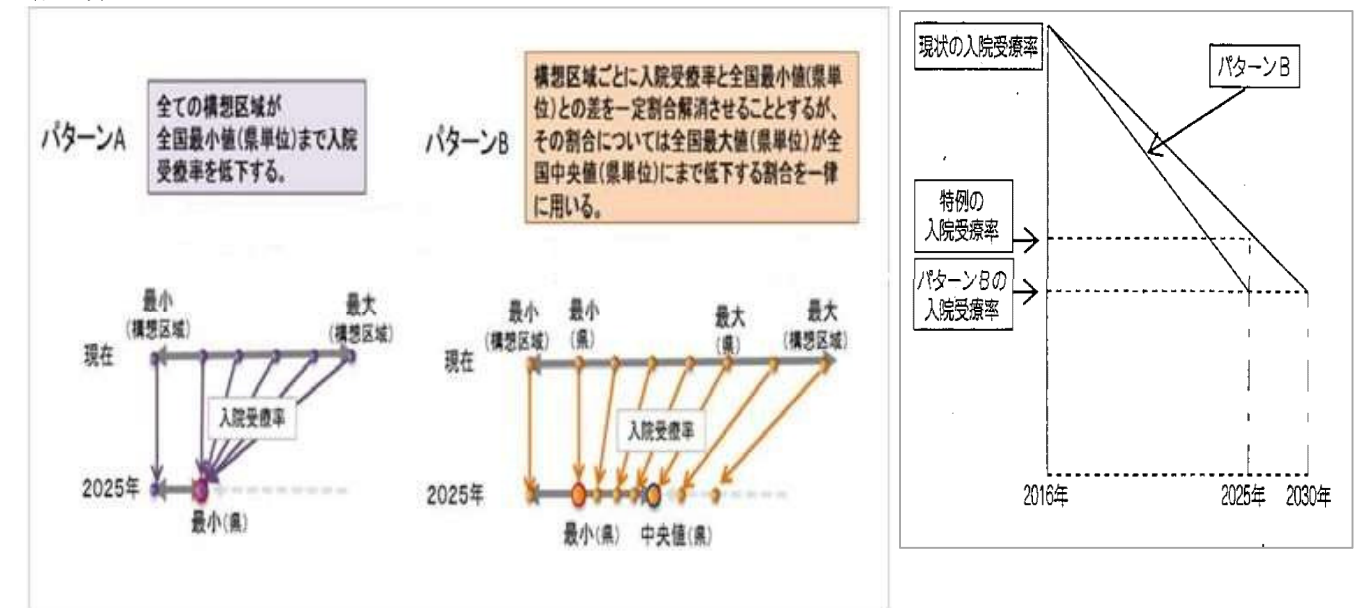 パターンA
全ての構想区域が
全国最小値(県単位)まで入院
受療率を低下する。
最小
(構想区域)
最大
(構想区域)
現在
入院受療率
2025年
最小(県)
パターンB
構想区域ごとに入院受療率と全国最小値(県単
位)との差を一定割合解消させることとするが、
その割合については全国最大値(県単位)が全
国中央値(県単位)にまで低下する割合を一律
に用いる。
最小
(構想区域)
最小
(県)
最大
(県)
最大
(構想区域)
現在
入院受療率
2025年
最小(県)
中央値(県)
現状の入院受療率
パターンB
特例の
入院受療率
パターンBの
入院受療率
2016年
2025年
2030年